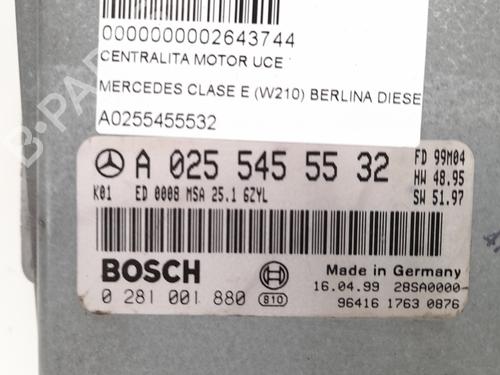 0000000002643744
CENTRALITA MOTOR UCE
MERCEDES CLASE E (W210) BERLINA DIESE
A0255455532
A 025 545 55 32
FD 99M04
HW 48.95
SW 51.97
K01 ED 0008 MSA 25.1 6ZYL
BOSCH
0 281 001 880 810
Made in Germany
16.04.99 28SA0000
96416 1763 0876
B-PARTS